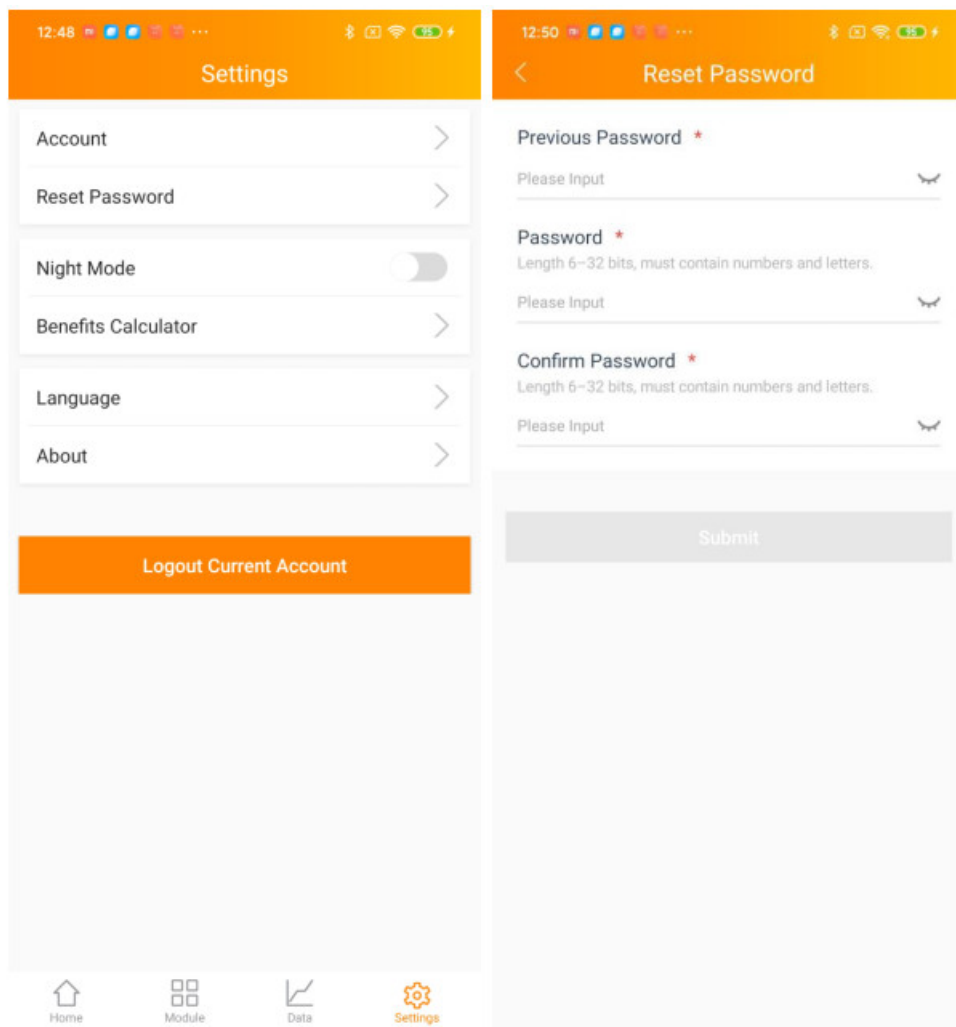 12:48
95
Settings
Account
Reset Password
Night Mode
Benefits Calculator
Language
About
Logout Current Account
Home
Module
Data
Settings
12:50
95
Reset Password
Previous Password *
Please Input
Password *
Length 6-32 bits, must contain numbers and letters.
Please Input
Confirm Password *
Length 6-32 bits, must contain numbers and letters.
Please Input
Submit